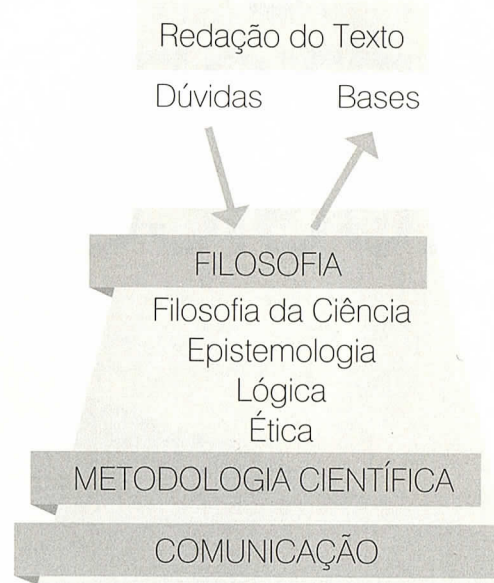 Redação do Texto
Dúvidas Bases
FILOSOFIA
Filosofia da Ciência
Epistemologia
Lógica
Ética
METODOLOGIA CIENTÍFICA
COMUNICAÇÃO